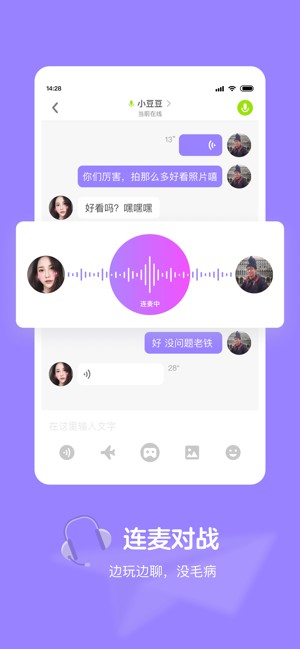 14:28
小豆豆
当前在线
13"
你们厉害，拍那么多好看照片嘻
好看吗？嘿嘿嘿
连麦中
好 没问题老铁
28"
在这里输入文字
连麦对战
边玩边聊，没毛病